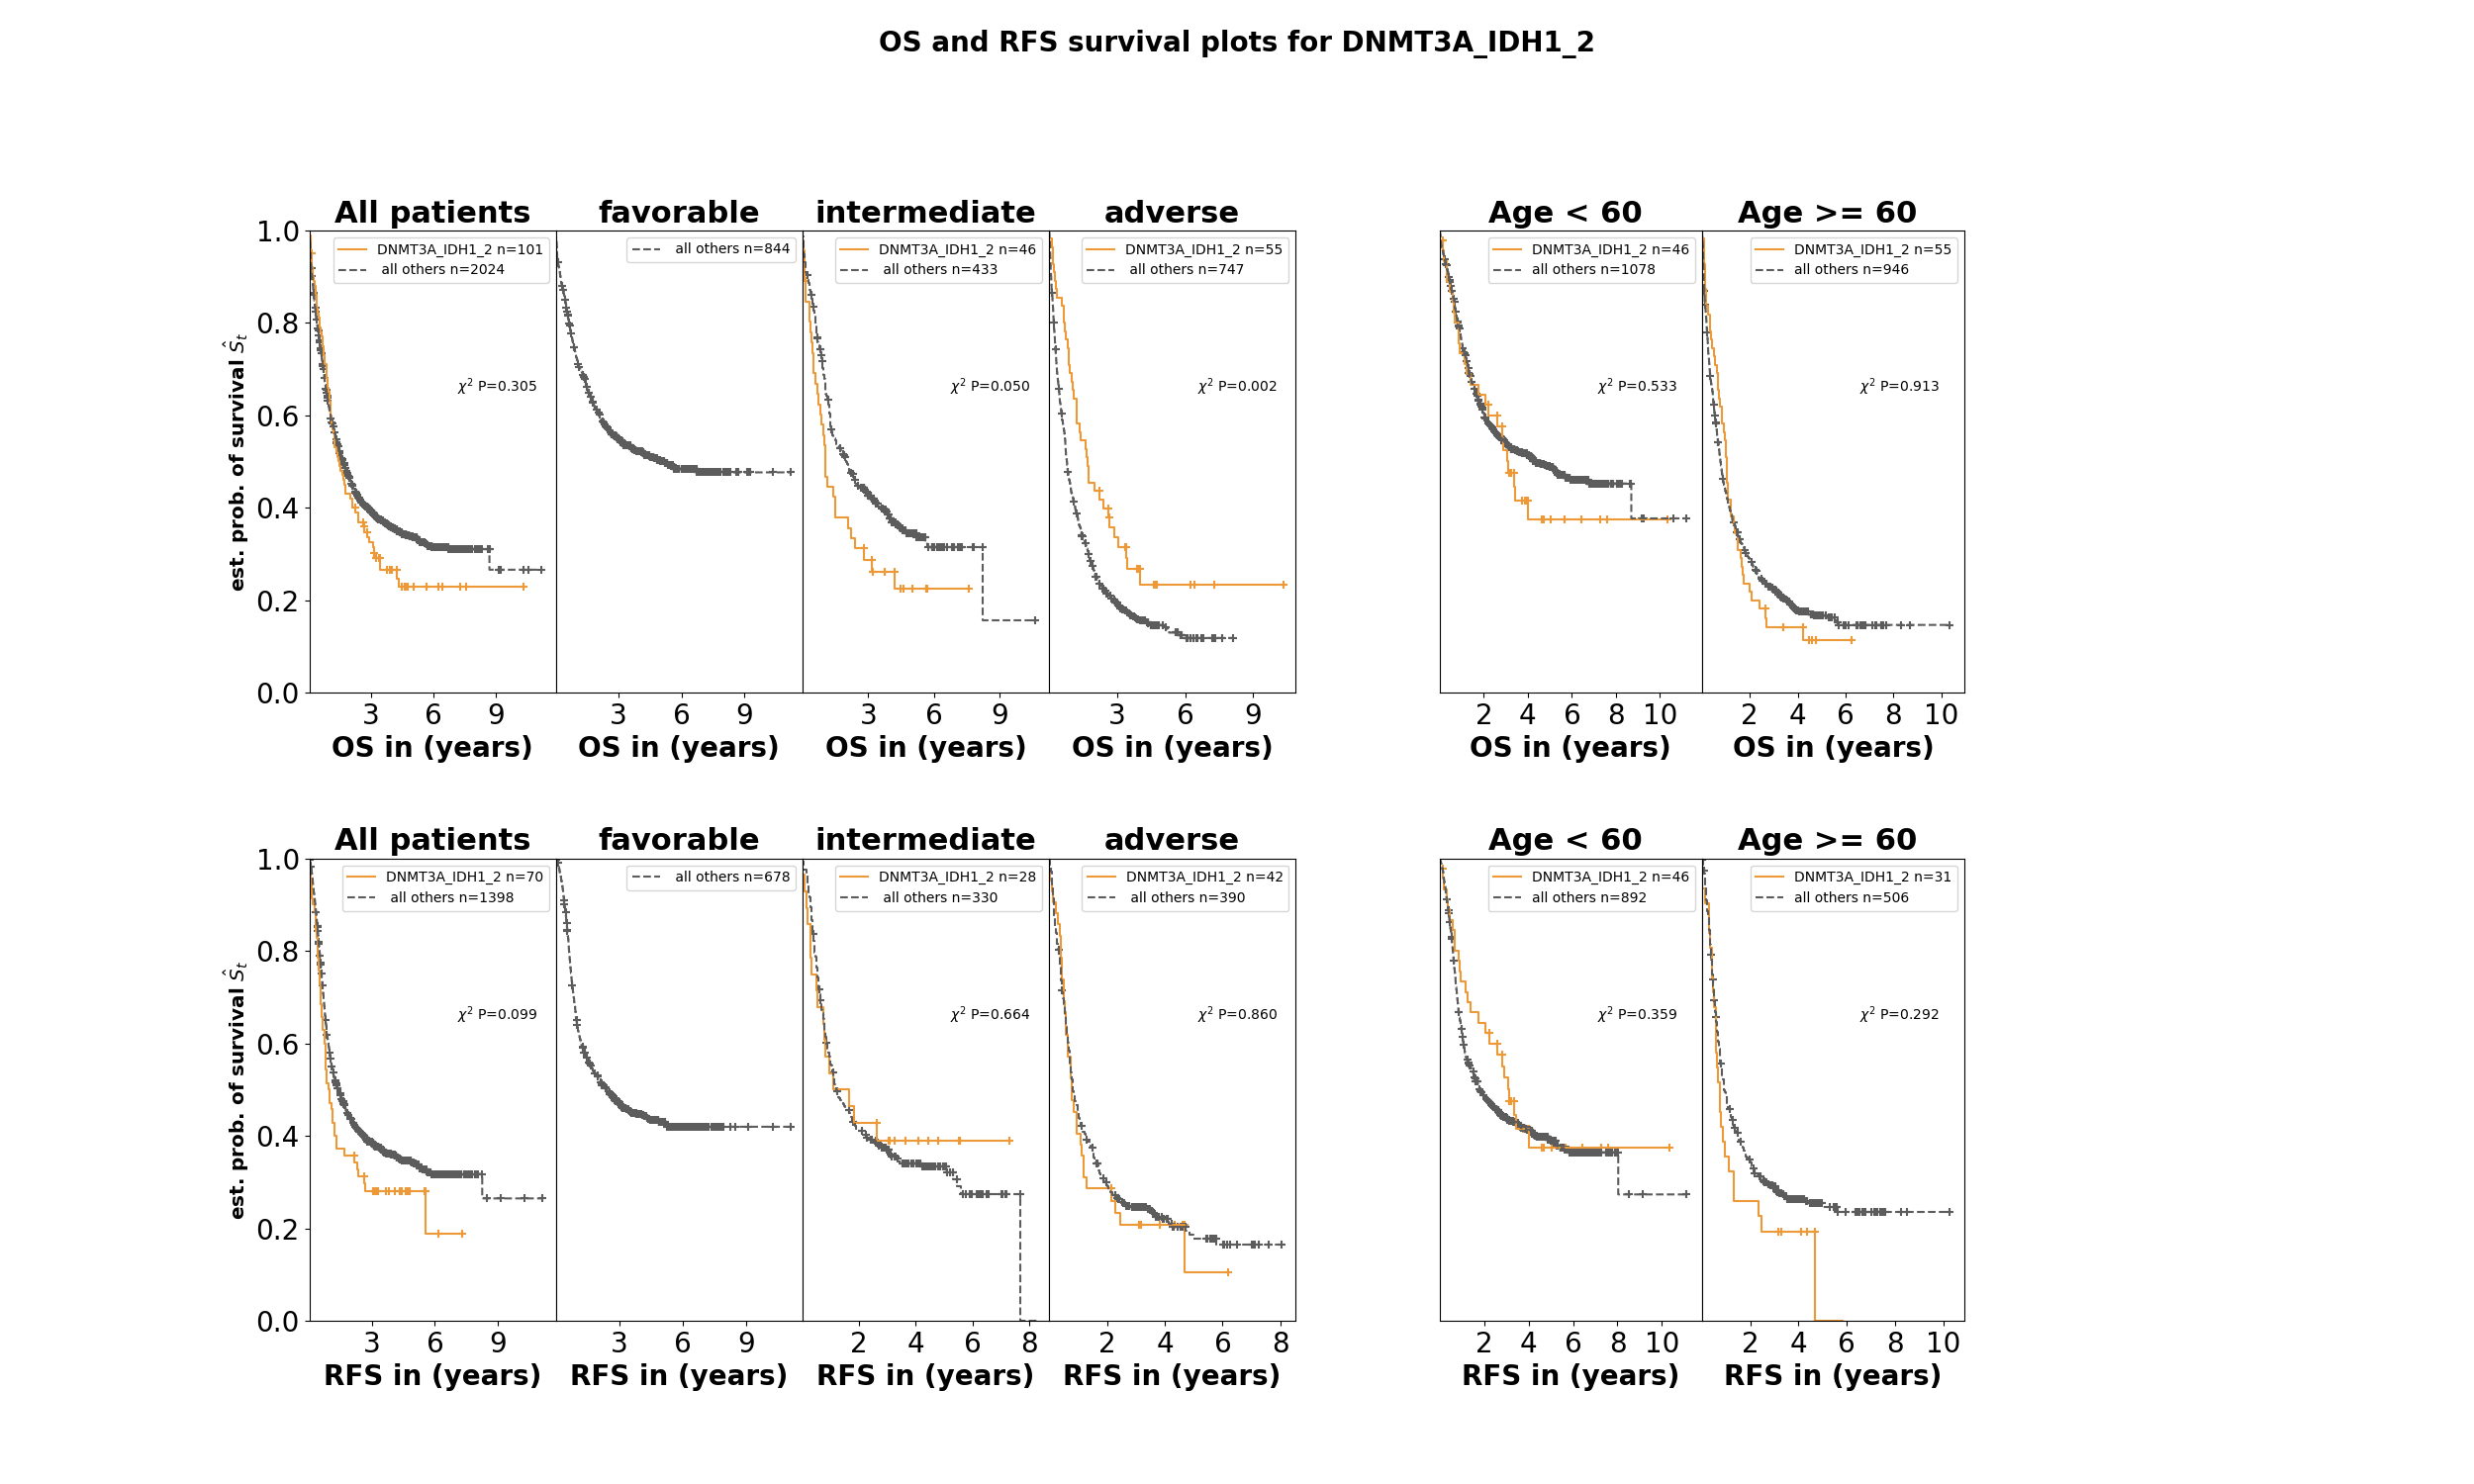 OS and RFS survival plots for DNMT3A_IDH1_2
All patients
favorable
intermediate
adverse
Age < 60
Age >= 60
est. prob. of survival Ŝt
1.0
0.8
0.6
0.4
0.2
0.0
DNMT3A_IDH1_2 n=101
all others n=2024
χ² P=0.305
3 6 9
OS in (years)
all others n=844
3 6 9
OS in (years)
DNMT3A_IDH1_2 n=46
all others n=433
χ² P=0.050
3 6 9
OS in (years)
DNMT3A_IDH1_2 n=55
all others n=747
χ² P=0.002
3 6 9
OS in (years)
DNMT3A_IDH1_2 n=46
all others n=1078
χ² P=0.533
2 4 6 8 10
OS in (years)
DNMT3A_IDH1_2 n=55
all others n=946
χ² P=0.913
2 4 6 8 10
OS in (years)
All patients
favorable
intermediate
adverse
Age < 60
Age >= 60
est. prob. of survival Ŝt
1.0
0.8
0.6
0.4
0.2
0.0
DNMT3A_IDH1_2 n=70
all others n=1398
χ² P=0.099
3 6 9
RFS in (years)
all others n=678
3 6 9
RFS in (years)
DNMT3A_IDH1_2 n=28
all others n=330
χ² P=0.664
2 4 6 8
RFS in (years)
DNMT3A_IDH1_2 n=42
all others n=390
χ² P=0.860
2 4 6 8
RFS in (years)
DNMT3A_IDH1_2 n=46
all others n=892
χ² P=0.359
2 4 6 8 10
RFS in (years)
DNMT3A_IDH1_2 n=31
all others n=506
χ² P=0.292
2 4 6 8 10
RFS in (years)